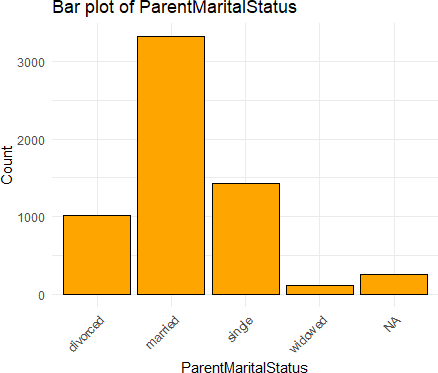 Bar plot of ParentMaritalStatus
Count
3000
2000
1000
0
divorced
married
single
widowed
NA
ParentMaritalStatus